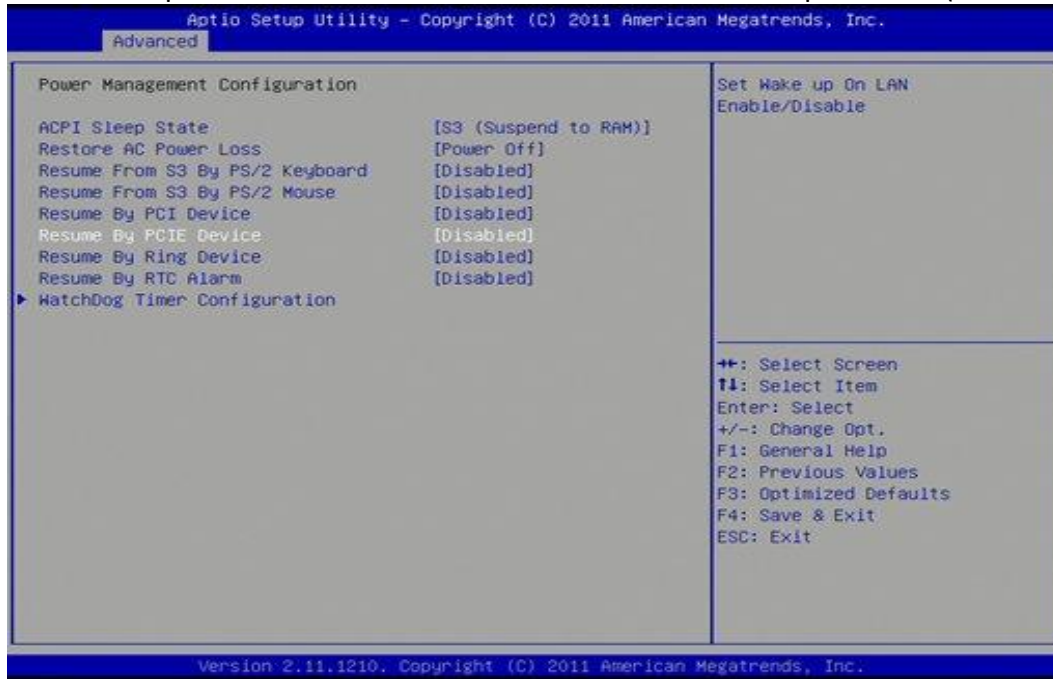 Aptio Setup Utility – Copyright (C) 2011 American Megatrends, Inc.
Advanced
Power Management Configuration
ACPI Sleep State [S3 (Suspend to RAM)]
Restore AC Power Loss [Power Off]
Resume From S3 By PS/2 Keyboard [Disabled]
Resume From S3 By PS/2 Mouse [Disabled]
Resume By PCI Device [Disabled]
Resume By PCIE Device [Disabled]
Resume By Ring Device [Disabled]
Resume By RTC Alarm [Disabled]
WatchDog Timer Configuration
Set Wake up On LAN
Enable/Disable
→←: Select Screen
↑↓: Select Item
Enter: Select
+/-: Change Opt.
F1: General Help
F2: Previous Values
F3: Optimized Defaults
F4: Save & Exit
ESC: Exit
Version 2.11.1210. Copyright (C) 2011 American Megatrends, Inc.